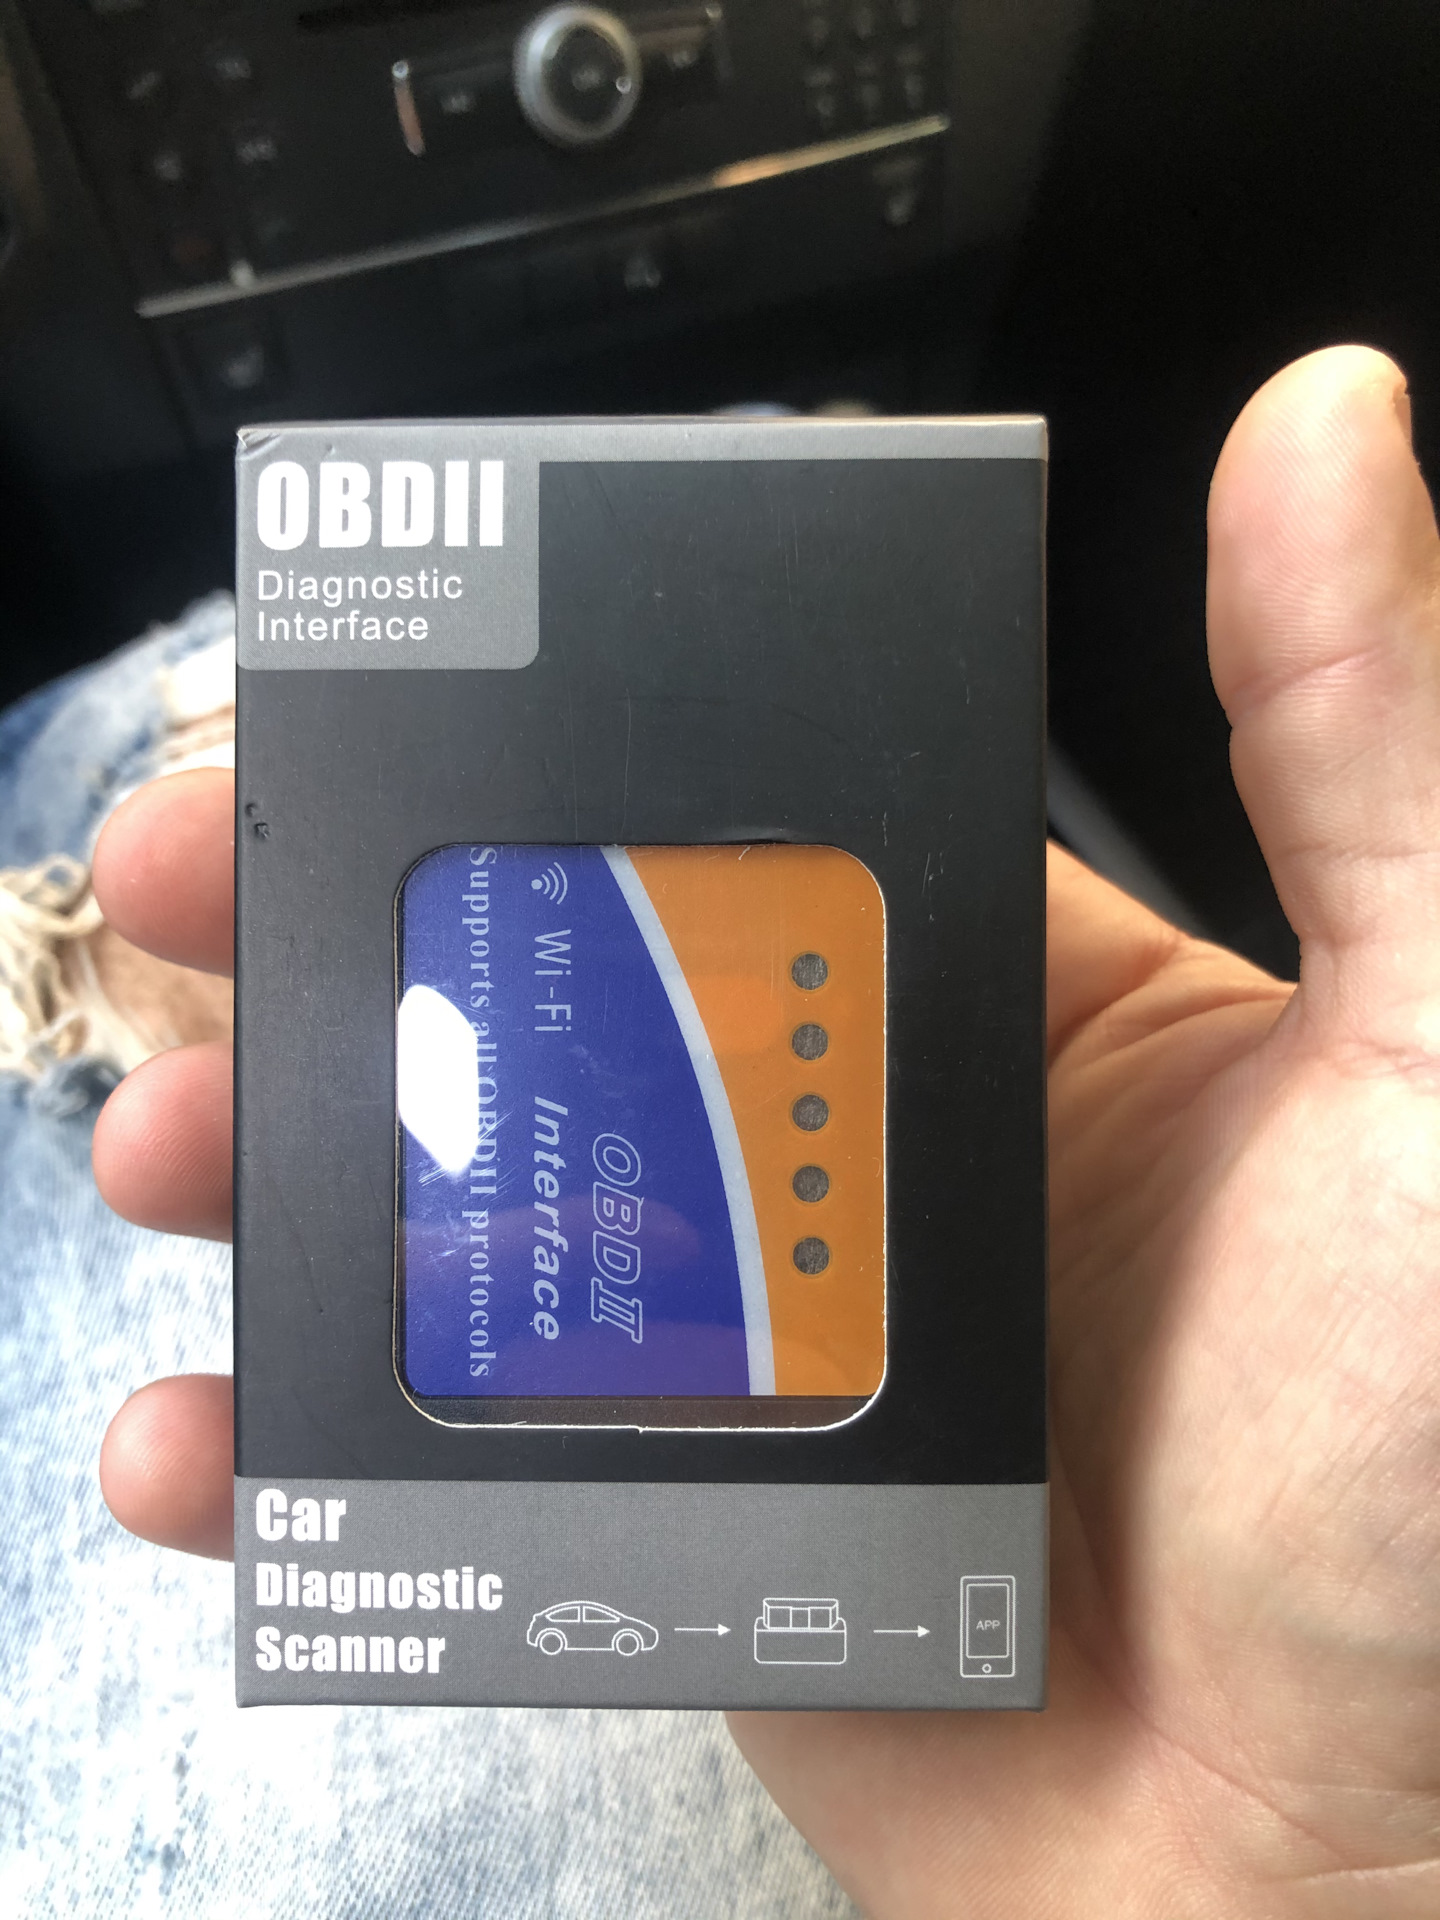 OBDII
Diagnostic
Interface
OBDII
Wi-Fi Interface
Supports all OBDII protocols
Car
Diagnostic
Scanner
APP